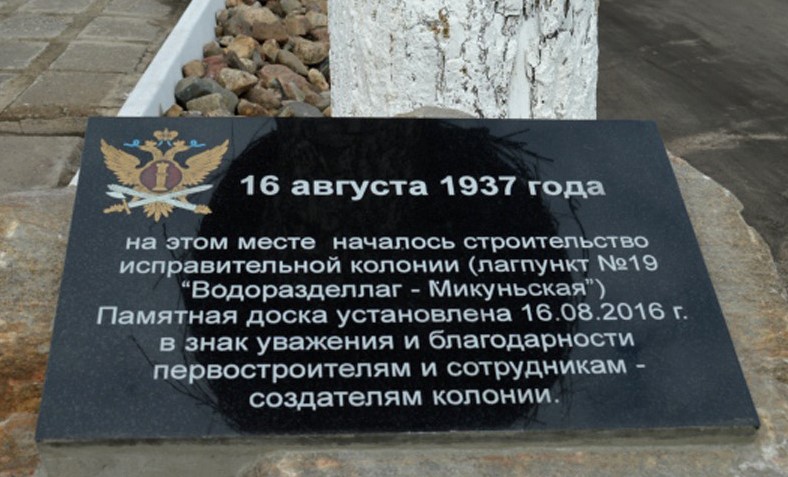 16 августа 1937 года
на этом месте началось строительство
исправительной колонии (лагпункт №19
“Водоразделлаг - Микуньская”)
Памятная доска установлена 16.08.2016 г.
в знак уважения и благодарности
первостроителям и сотрудникам -
создателям колонии.